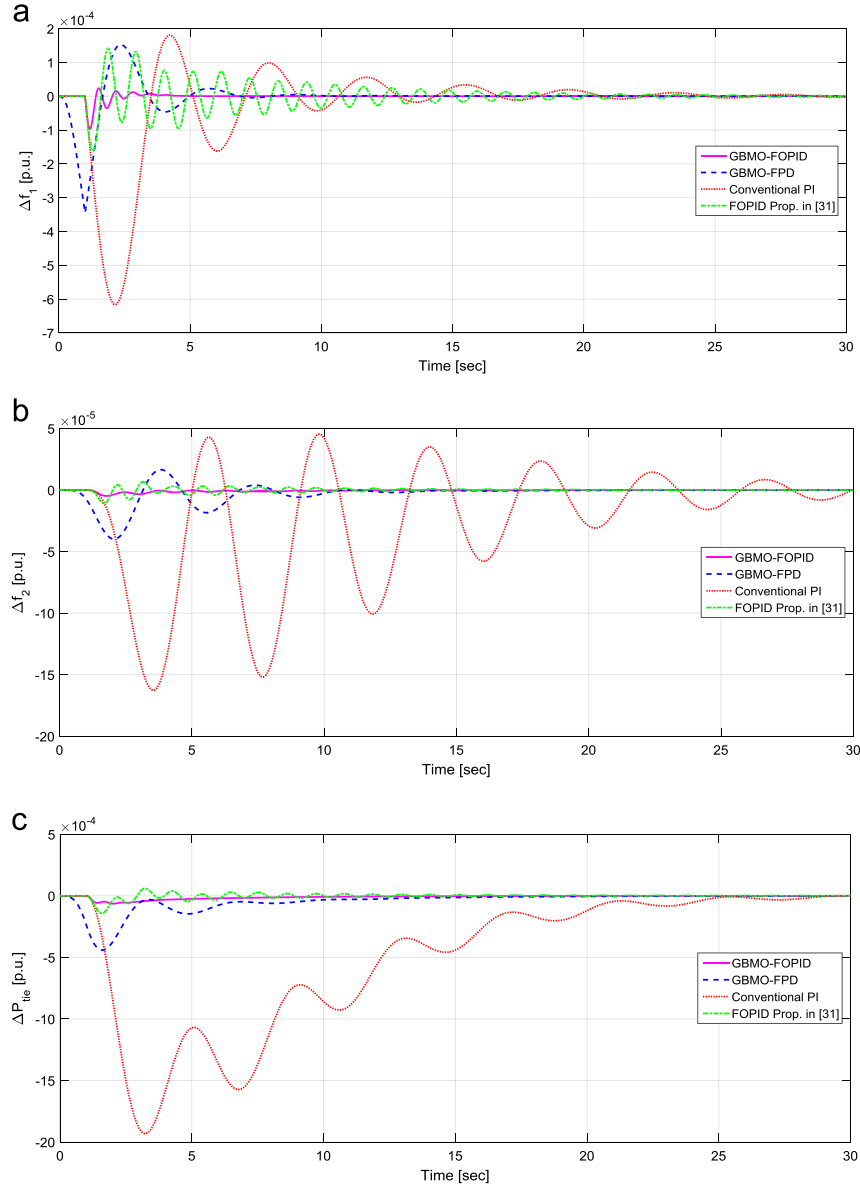 a
×10⁻⁴
2
1
0
-1
-2
-3
-4
-5
-6
-7
Δf₁ [p.u.]
GBMO-FOPID
GBMO-FPD
Conventional PI
FOPID Prop. in [31]
0 5 10 15 20 25 30
Time [sec]
b
×10⁻⁵
5
0
-5
-10
-15
-20
Δf₂ [p.u.]
GBMO-FOPID
GBMO-FPD
Conventional PI
FOPID Prop. in [31]
0 5 10 15 20 25 30
Time [sec]
c
×10⁻⁴
5
0
-5
-10
-15
-20
ΔP_tie [p.u.]
GBMO-FOPID
GBMO-FPD
Conventional PI
FOPID Prop. in [31]
0 5 10 15 20 25 30
Time [sec]